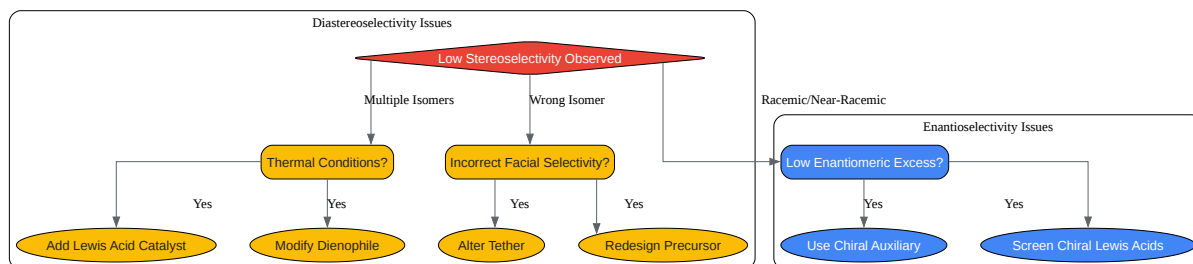 Diastereoselectivity Issues
Low Stereoselectivity Observed
Multiple Isomers
Wrong Isomer
Racemic/Near-Racemic
Enantioselectivity Issues
Thermal Conditions?
Incorrect Facial Selectivity?
Low Enantiomeric Excess?
Yes
Yes
Yes
Yes
Yes
Yes
Add Lewis Acid Catalyst
Modify Dienophile
Alter Tether
Redesign Precursor
Use Chiral Auxiliary
Screen Chiral Lewis Acids